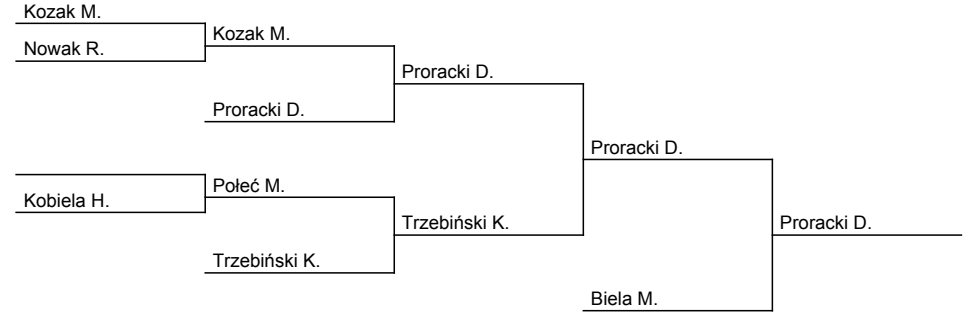 Kozak M.
Nowak R.
Kozak M.
Proracki D.
Proracki D.
Kobiela H.
Połeć M.
Trzebiński K.
Trzebiński K.
Proracki D.
Biela M.
Proracki D.